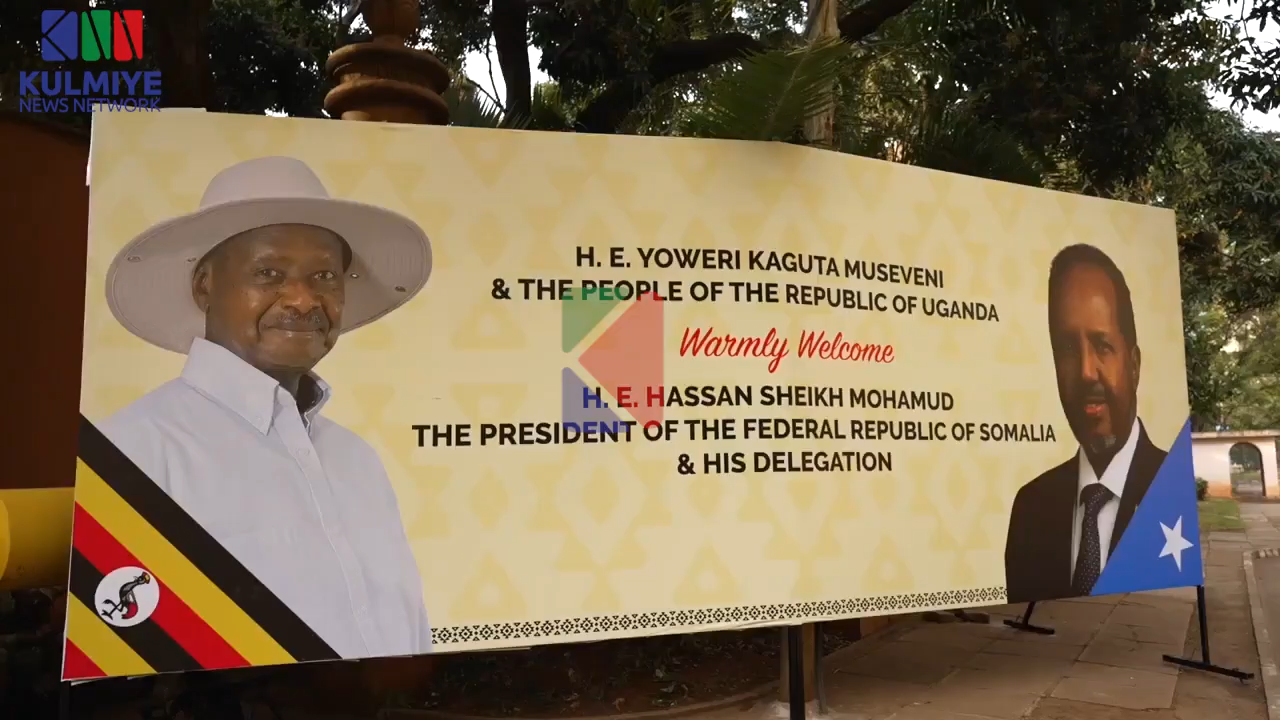 KULMIYE
NEWS NETWORK
H. E. YOWERI KAGUTA MUSEVENI
& THE PEOPLE OF THE REPUBLIC OF UGANDA
Warmly Welcome
H. E. HASSAN SHEIKH MOHAMUD
THE PRESIDENT OF THE FEDERAL REPUBLIC OF SOMALIA
& HIS DELEGATION